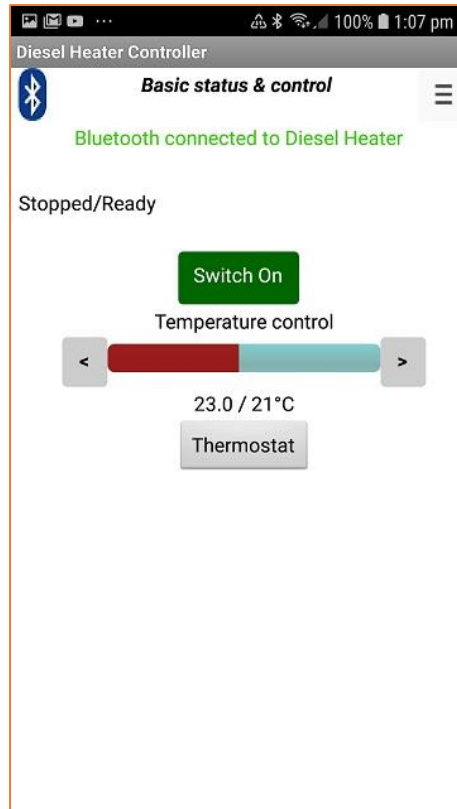 100% 1:07 pm
Diesel Heater Controller
Basic status & control
Bluetooth connected to Diesel Heater
Stopped/Ready
Switch On
Temperature control
< >
23.0 / 21°C
Thermostat